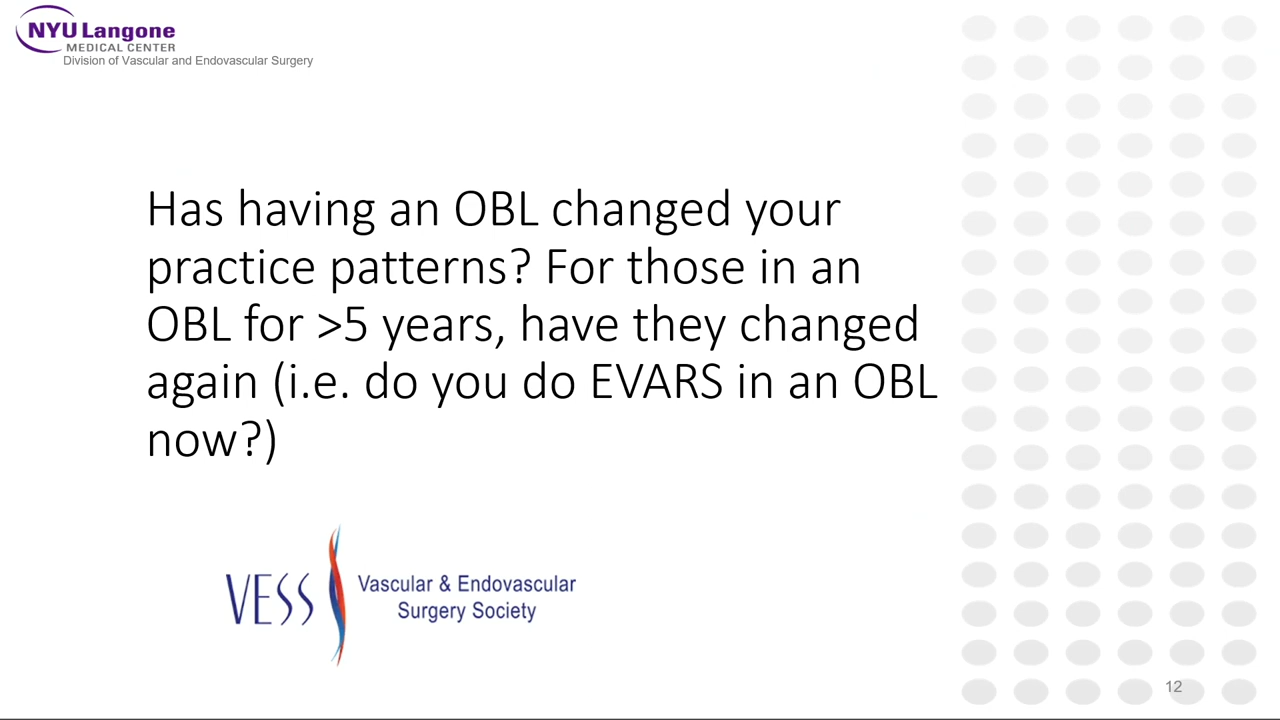 NYU Langone
MEDICAL CENTER
Division of Vascular and Endovascular Surgery
Has having an OBL changed your
practice patterns? For those in an
OBL for >5 years, have they changed
again (i.e. do you do EVARS in an OBL
now?)
VESS
Vascular & Endovascular
Surgery Society
12